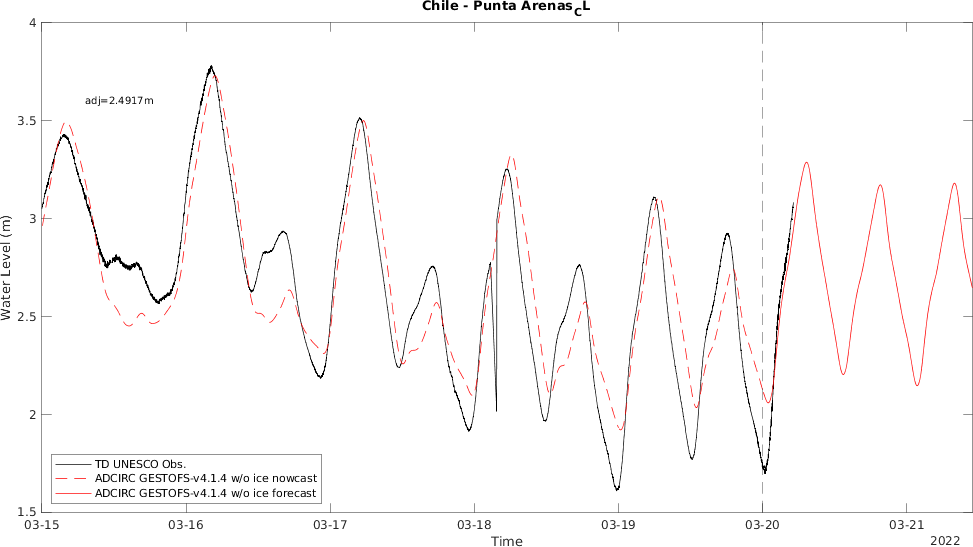 Chile - Punta Arenas_CL
4
adj=2.4917m
3.5
3
Water Level (m)
2.5
2
TD UNESCO Obs.
ADCIRC GESTOFS-v4.1.4 w/o ice nowcast
ADCIRC GESTOFS-v4.1.4 w/o ice forecast
1.5
03-15 03-16 03-17 03-18 03-19 03-20 03-21
Time 2022